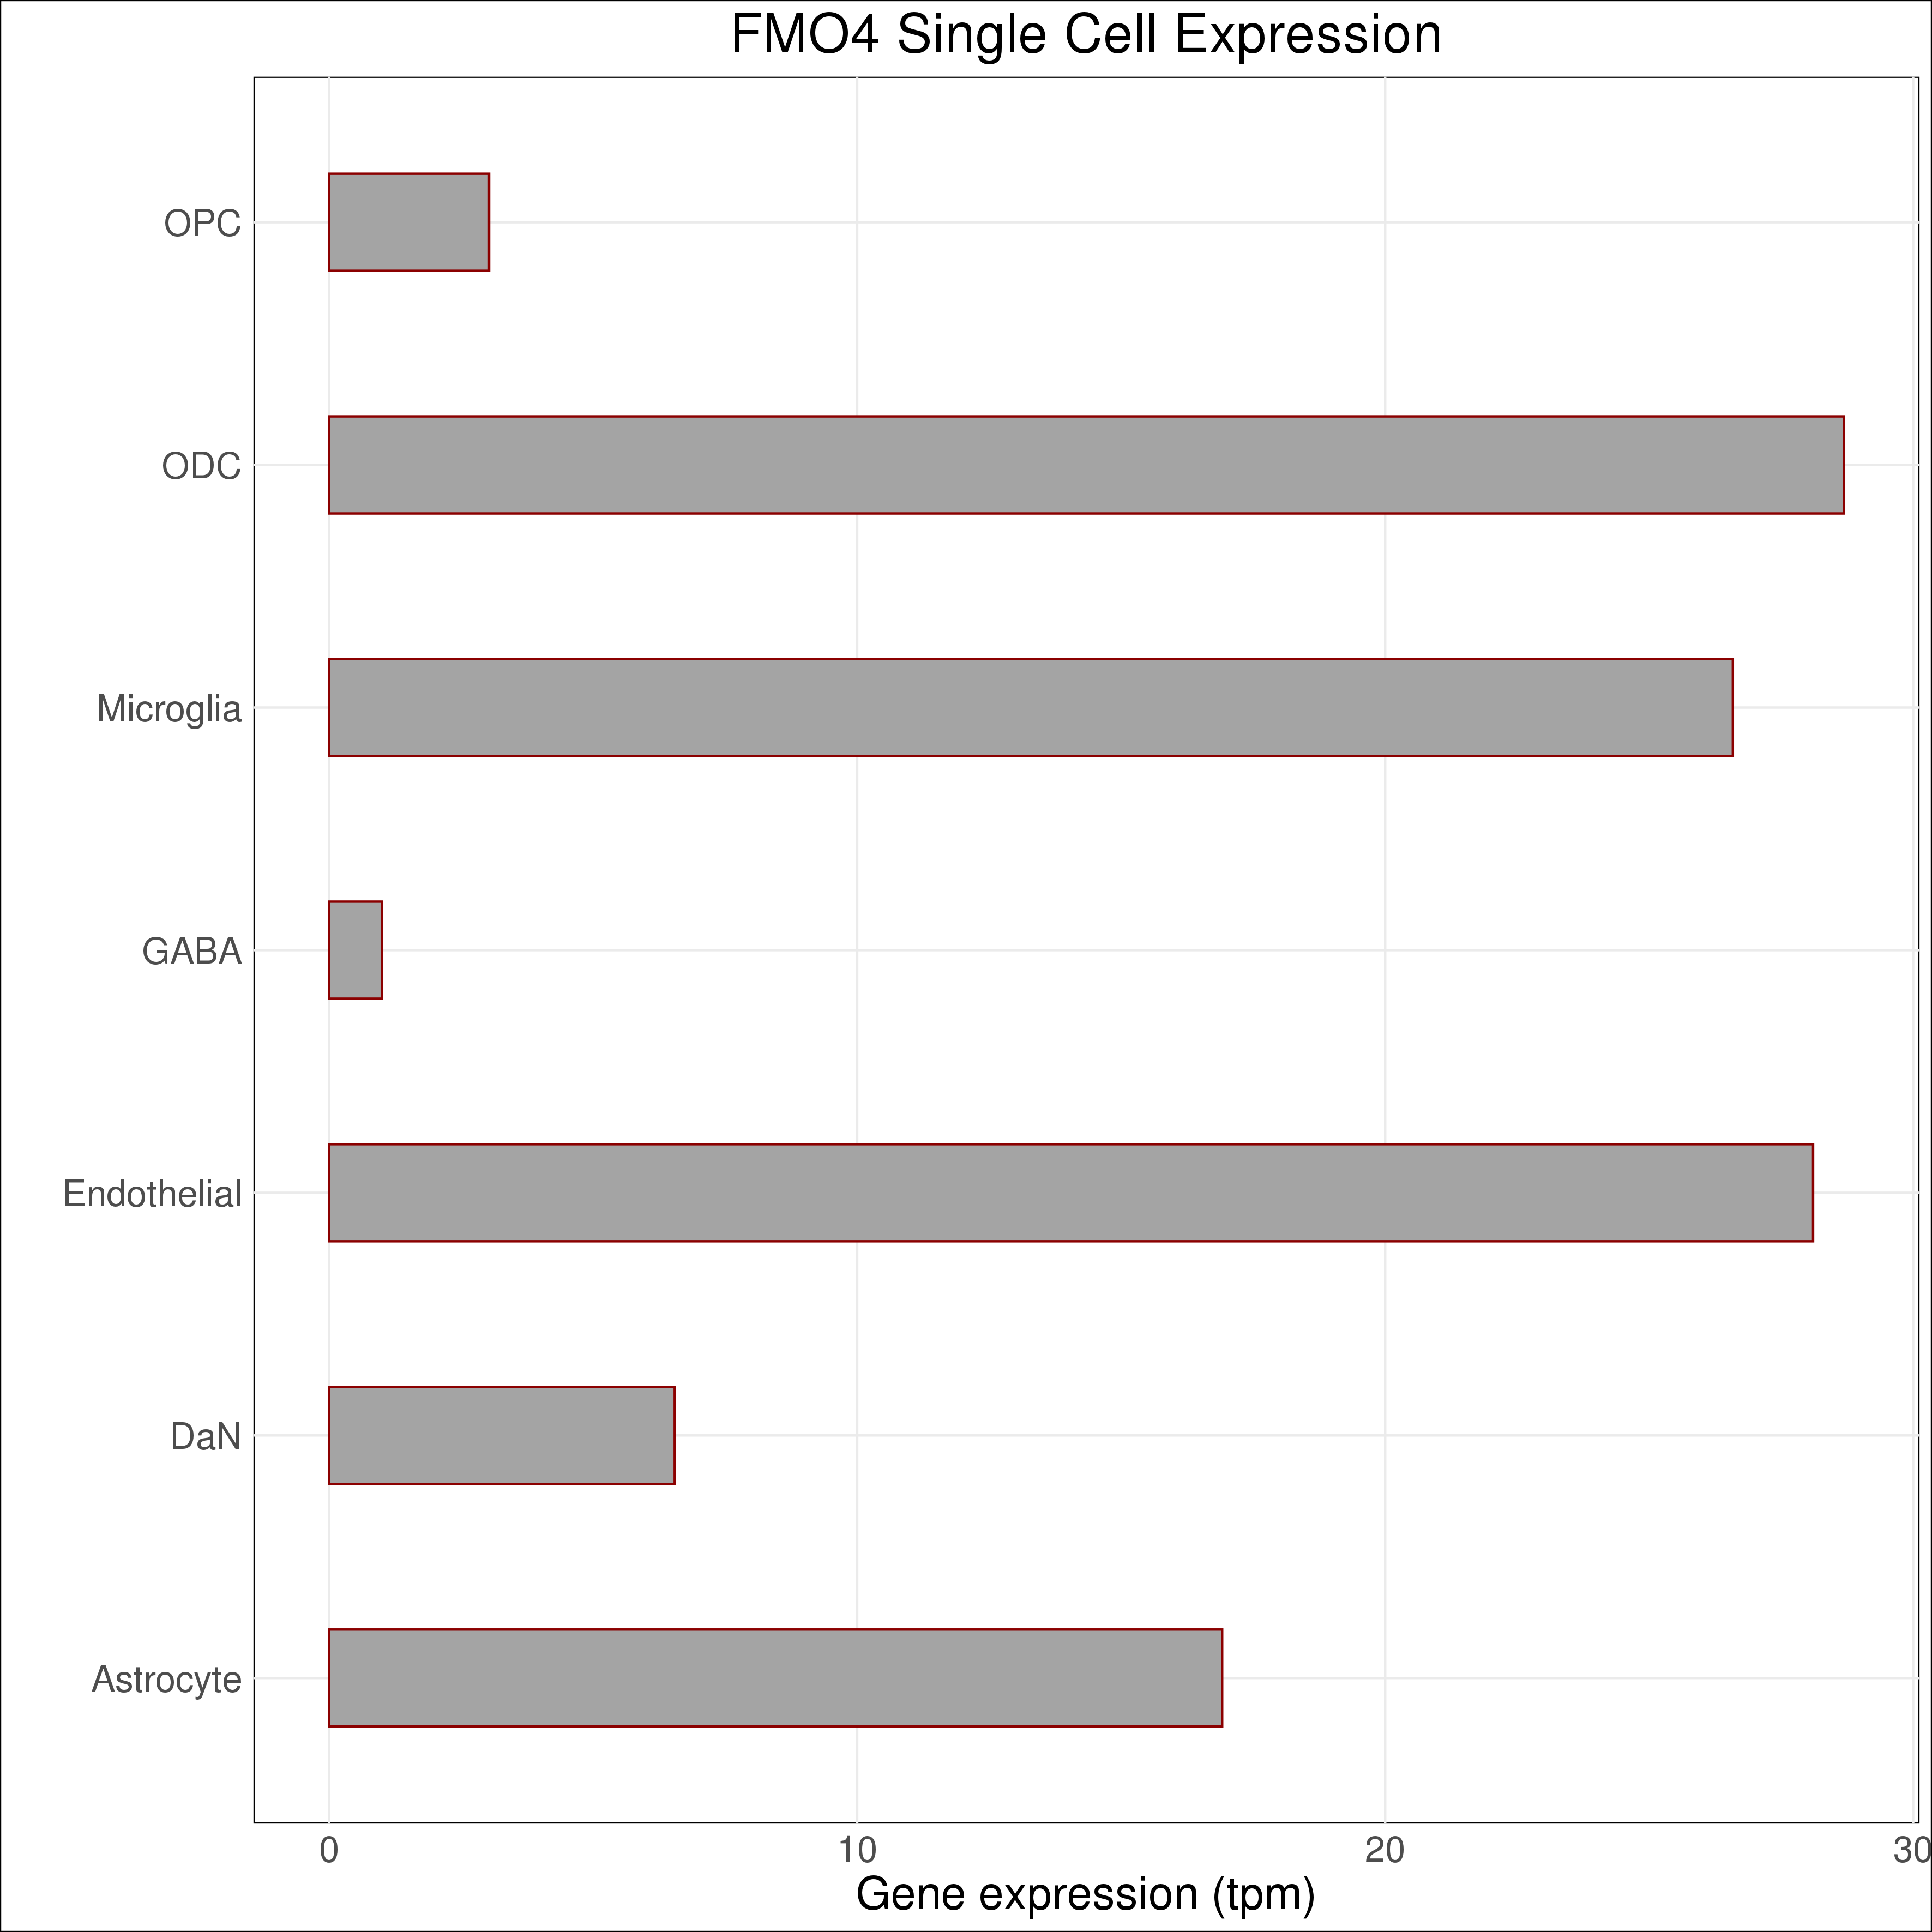 FMO4 Single Cell Expression
OPC
ODC
Microglia
GABA
Endothelial
DaN
Astrocyte
0 10 20 30
Gene expression (tpm)